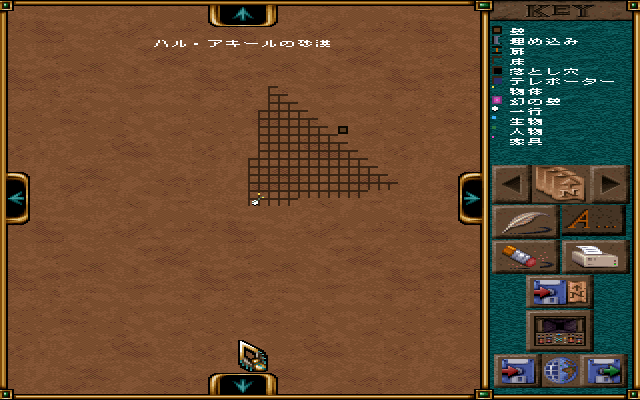 ハル・アキールの砂漠
KEY
壁
埋め込み
扉
床
落とし穴
テレポーター
物体
幻の壁
一行
生物
人物
家具
A...
N
N